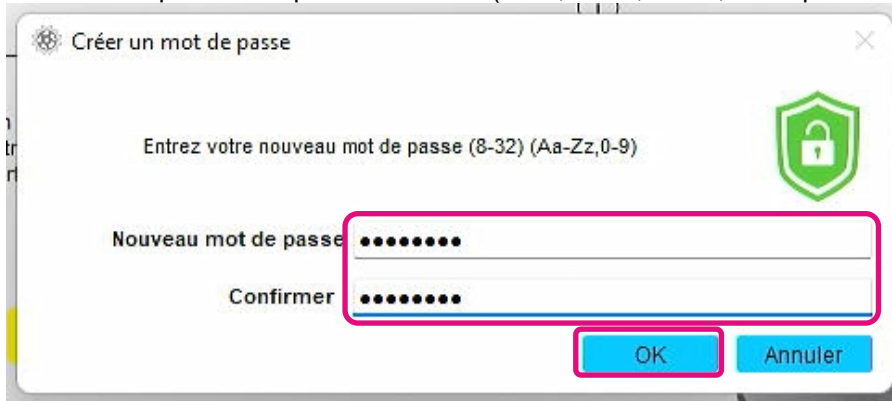 Créer un mot de passe
Entrez votre nouveau mot de passe (8-32) (Aa-Zz,0-9)
Nouveau mot de passe ••••••••
Confirmer ••••••••
OK Annuler